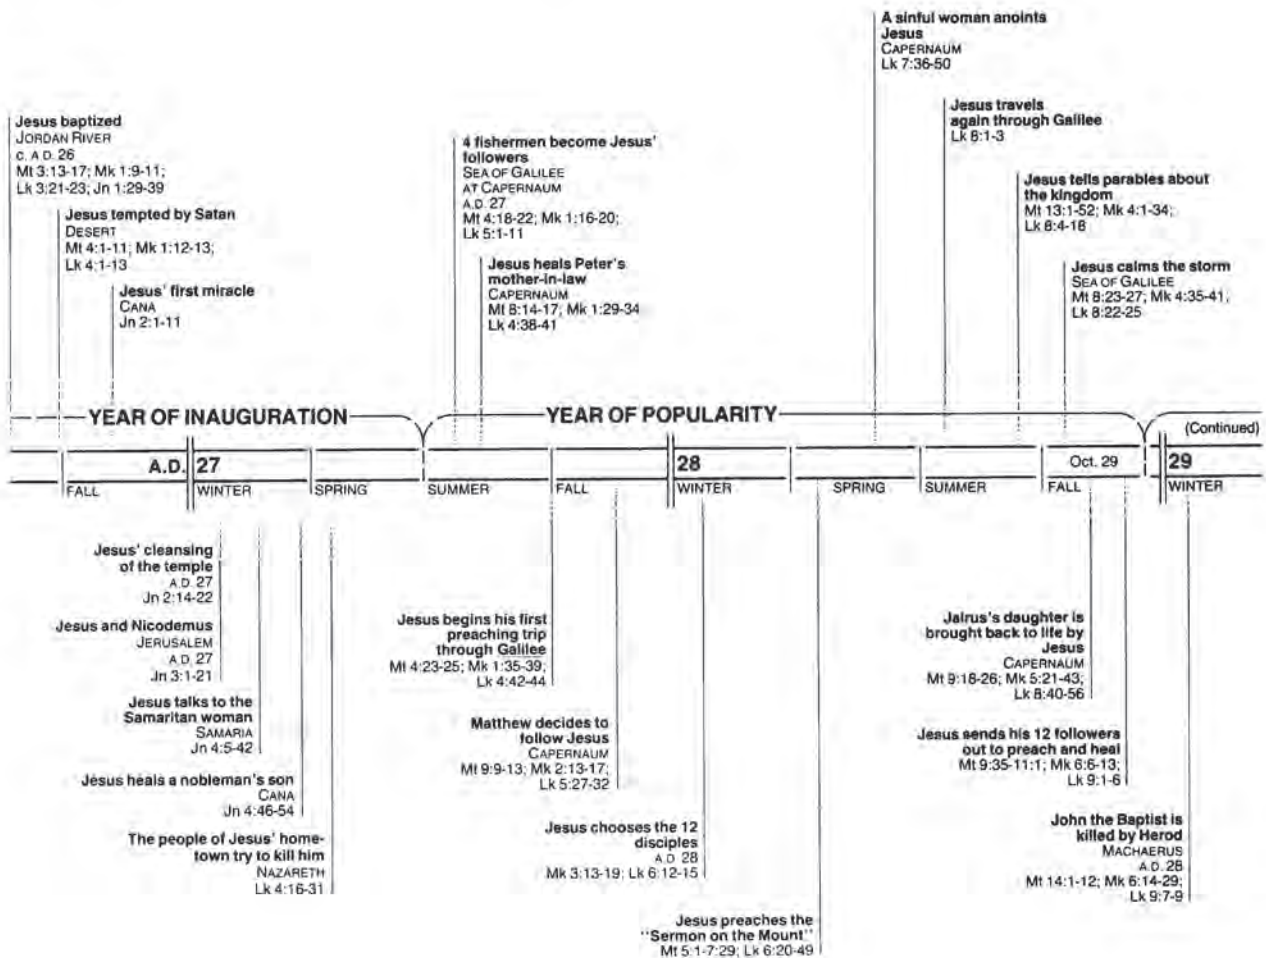 A sinful woman anoints
Jesus
CAPERNAUM
Lk 7:36-50
Jesus baptized
JORDAN RIVER
c. A D. 26
Mt 3:13-17; Mk 1:9-11;
Lk 3:21-23; Jn 1:29-39
Jesus travels
again through Galilee
Lk 8:1-3
4 fishermen become Jesus'
followers
SEA OF GALILEE
AT CAPERNAUM
A.D. 27
Mt 4:18-22; Mk 1:16-20;
Lk 5:1-11
Jesus tells parables about
the kingdom
Mt 13:1-52; Mk 4:1-34;
Lk 8:4-18
Jesus tempted by Satan
DESERT
Mt 4:1-11; Mk 1:12-13;
Lk 4:1-13
Jesus heals Peter's
mother-in-law
CAPERNAUM
Mt 8:14-17; Mk 1:29-34
Lk 4:38-41
Jesus calms the storm
SEA OF GALILEE
Mt 8:23-27; Mk 4:35-41;
Lk 8:22-25
Jesus' first miracle
CANA
Jn 2:1-11
YEAR OF INAUGURATION
YEAR OF POPULARITY
(Continued)
A.D. 27
28
Oct. 29
29
FALL
WINTER
SPRING
SUMMER
FALL
WINTER
SPRING
SUMMER
FALL
WINTER
Jesus' cleansing
of the temple
A.D. 27
Jn 2:14-22
Jesus and Nicodemus
JERUSALEM
A.D. 27
Jn 3:1-21
Jesus talks to the
Samaritan woman
SAMARIA
Jn 4:5-42
Jesus heals a nobleman's son
CANA
Jn 4:46-54
The people of Jesus' home-
town try to kill him
NAZARETH
Lk 4:16-31
Jesus begins his first
preaching trip
through Galilee
Mt 4:23-25; Mk 1:35-39;
Lk 4:42-44
Matthew decides to
follow Jesus
CAPERNAUM
Mt 9:9-13; Mk 2:13-17;
Lk 5:27-32
Jesus chooses the 12
disciples
A.D 28
Mk 3:13-19; Lk 6:12-15
Jesus preaches the
"Sermon on the Mount"
Mt 5:1-7:29; Lk 6:20-49
Jairus's daughter is
brought back to life by
Jesus
CAPERNAUM
Mt 9:18-26; Mk 5:21-43;
Lk 8:40-56
Jesus sends his 12 followers
out to preach and heal
Mt 9:35-11:1; Mk 6:6-13;
Lk 9:1-6
John the Baptist is
killed by Herod
MACHAERUS
A.D. 28
Mt 14:1-12; Mk 6:14-29;
Lk 9:7-9